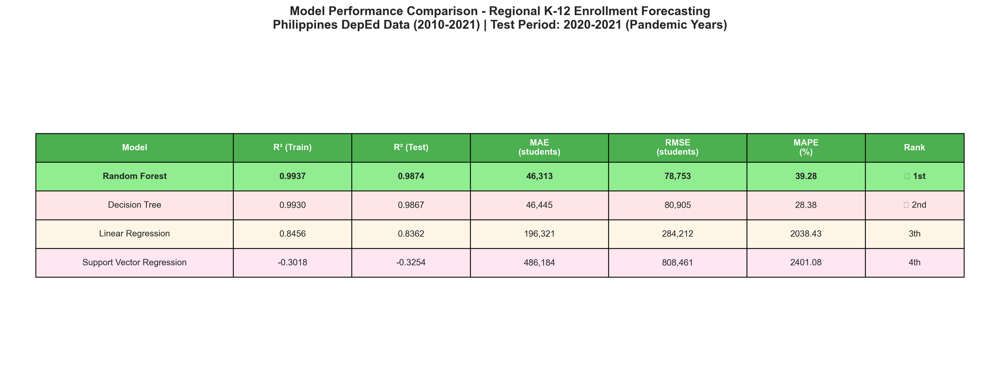 Model Performance Comparison - Regional K-12 Enrollment Forecasting
Philippines DepEd Data (2010-2021) | Test Period: 2020-2021 (Pandemic Years)
Model R² (Train) R² (Test) MAE (students) RMSE (students) MAPE (%) Rank
Random Forest 0.9937 0.9874 46,313 78,753 39.28 □ 1st
Decision Tree 0.9930 0.9867 46,445 80,905 28.38 □ 2nd
Linear Regression 0.8456 0.8362 196,321 284,212 2038.43 3th
Support Vector Regression -0.3018 -0.3254 486,184 808,461 2401.08 4th